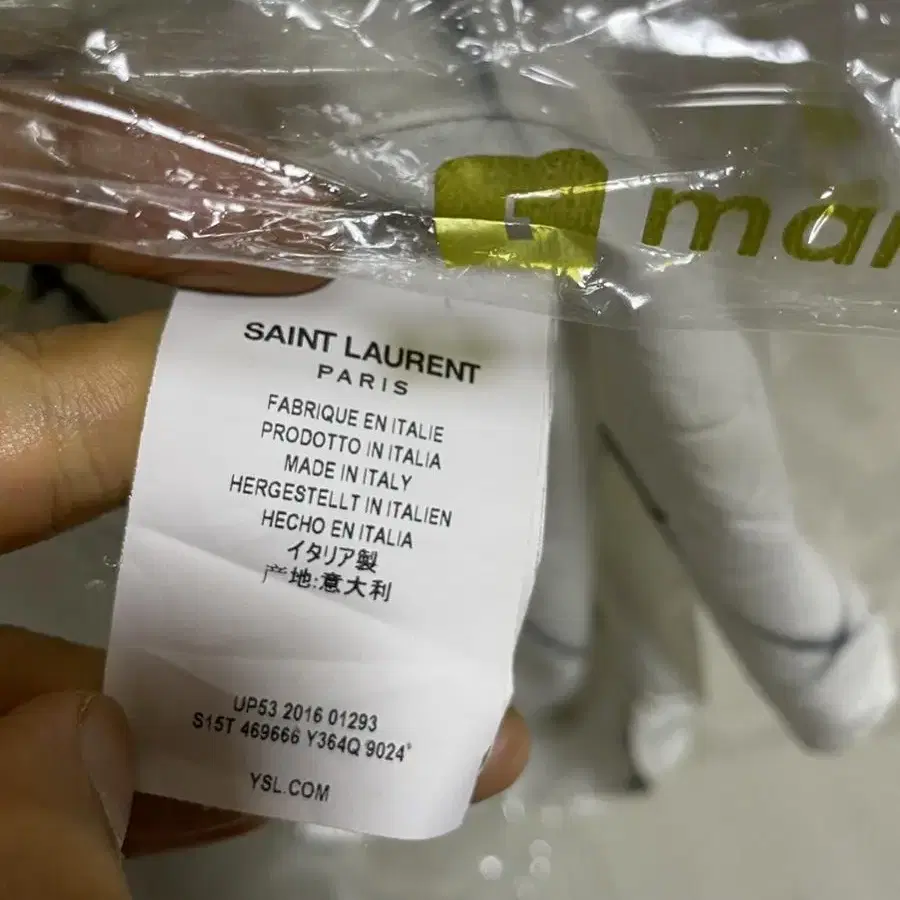 G mar
SAINT LAURENT
PARIS
FABRIQUE EN ITALIE
PRODOTTO IN ITALIA
MADE IN ITALY
HERGESTELLT IN ITALIEN
HECHO EN ITALIA
イタリア製
产地:意大利
UP53 2016 01293
S15T 469666 Y364Q 9024
YSL.COM